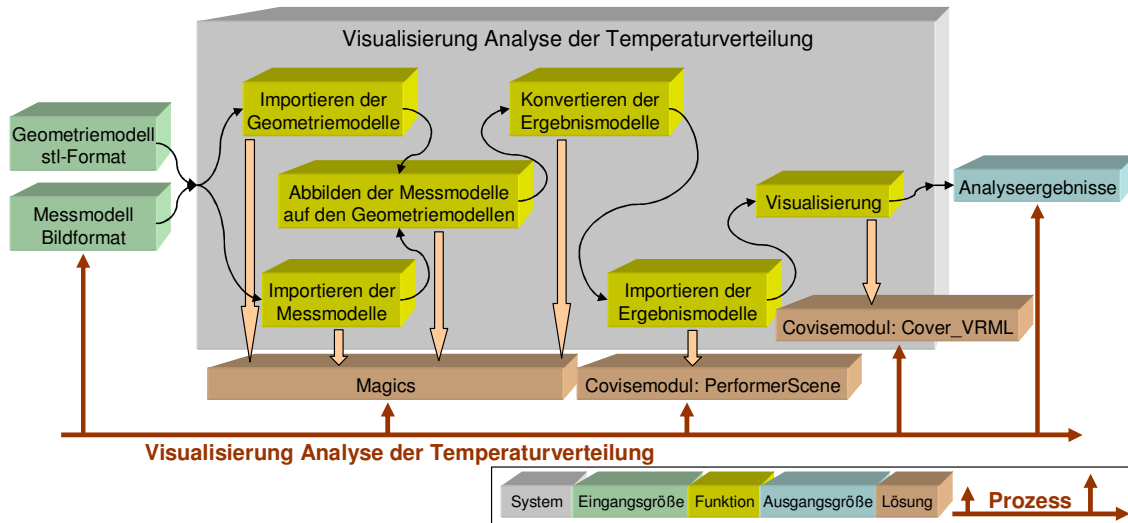 Visualisierung Analyse der Temperaturverteilung
Importieren der
Geometriemodelle
Konvertieren der
Ergebnismodelle
Geometriemodell
stl-Format
Messmodell
Bildformat
Abbilden der Messmodelle
auf den Geometriemodellen
Visualisierung
Analyseergebnisse
Importieren der
Messmodelle
Importieren der
Ergebnismodelle
Covisemodul: Cover_VRML
Magics
Covisemodul: PerformerScene
Visualisierung Analyse der Temperaturverteilung
System
Eingangsgröße
Funktion
Ausgangsgröße
Lösung
Prozess